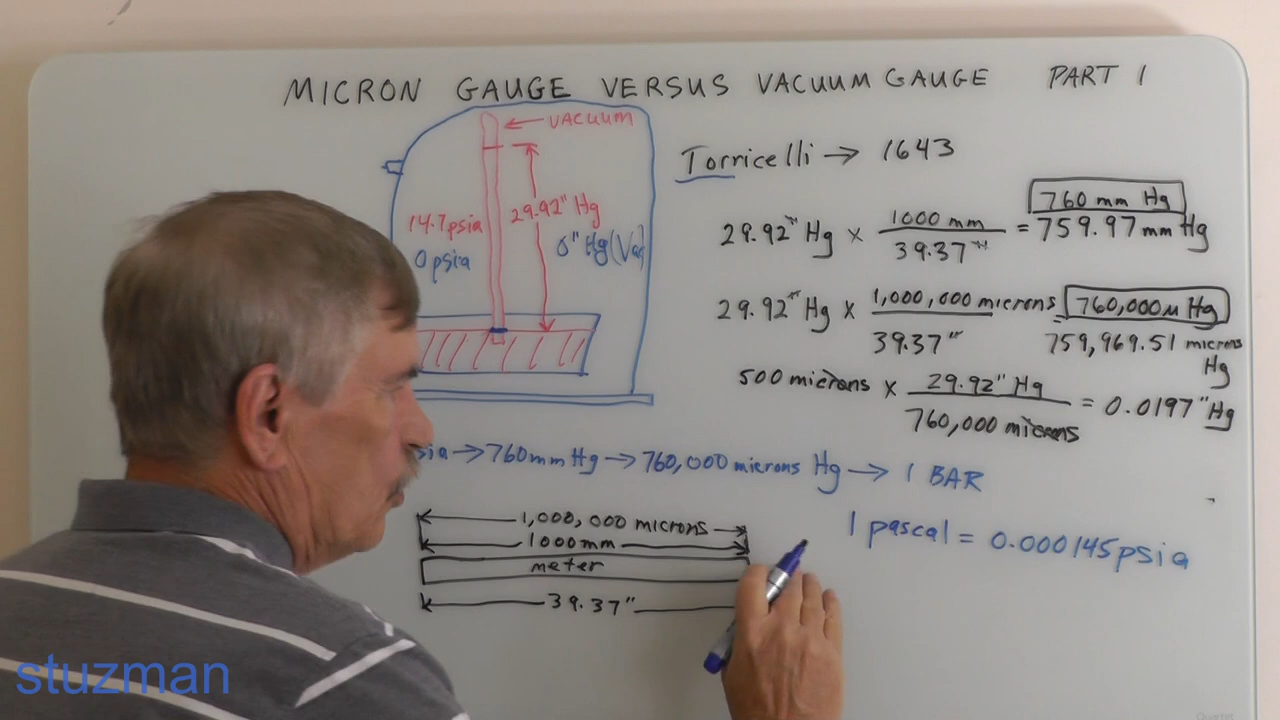 MICRON GAUGE VERSUS VACUUM GAUGE PART 1
VACUUM
14.7 psia
29.92" Hg
0 psia
0" Hg (Vac)
Torricelli → 1643
29.92" Hg × 1000 mm / 39.37" = 759.97 mm Hg
760 mm Hg
29.92" Hg × 1,000,000 microns / 39.37" = 760,000 μ Hg
759,969.51 microns
Hg
500 microns × 29.92" Hg / 760,000 microns = 0.0197" Hg
sia → 760 mm Hg → 760,000 microns Hg → 1 BAR
1 pascal = 0.000145 psia
1,000,000 microns
1000 mm
meter
39.37"
stuzman